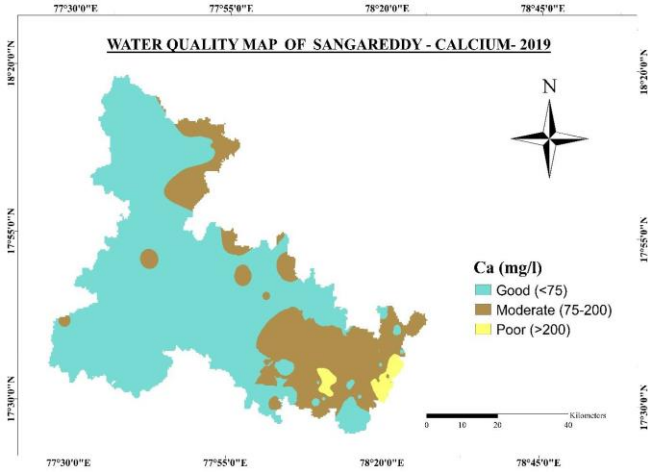 77°30'0"E 77°55'0"E 78°20'0"E 78°45'0"E
WATER QUALITY MAP OF SANGAREDDY - CALCIUM- 2019
18°20'0"N
18°20'0"N
N
17°55'0"N
17°55'0"N
Ca (mg/l)
Good (<75)
Moderate (75-200)
Poor (>200)
17°30'0"N
17°30'0"N
Kilometers
0 10 20 40
77°30'0"E 77°55'0"E 78°20'0"E 78°45'0"E